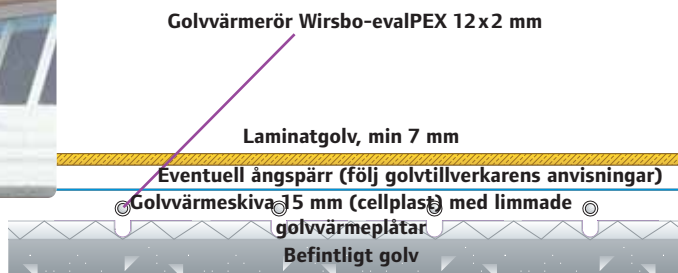 Golvvärmerör Wirsbo-evalPEX 12x2 mm
Laminatgolv, min 7 mm
Eventuell ångspärr (följ golvtillverkarens anvisningar)
Golvvärmeskiva 15 mm (cellplast) med limmade
golvvärmeplåtar
Befintligt golv